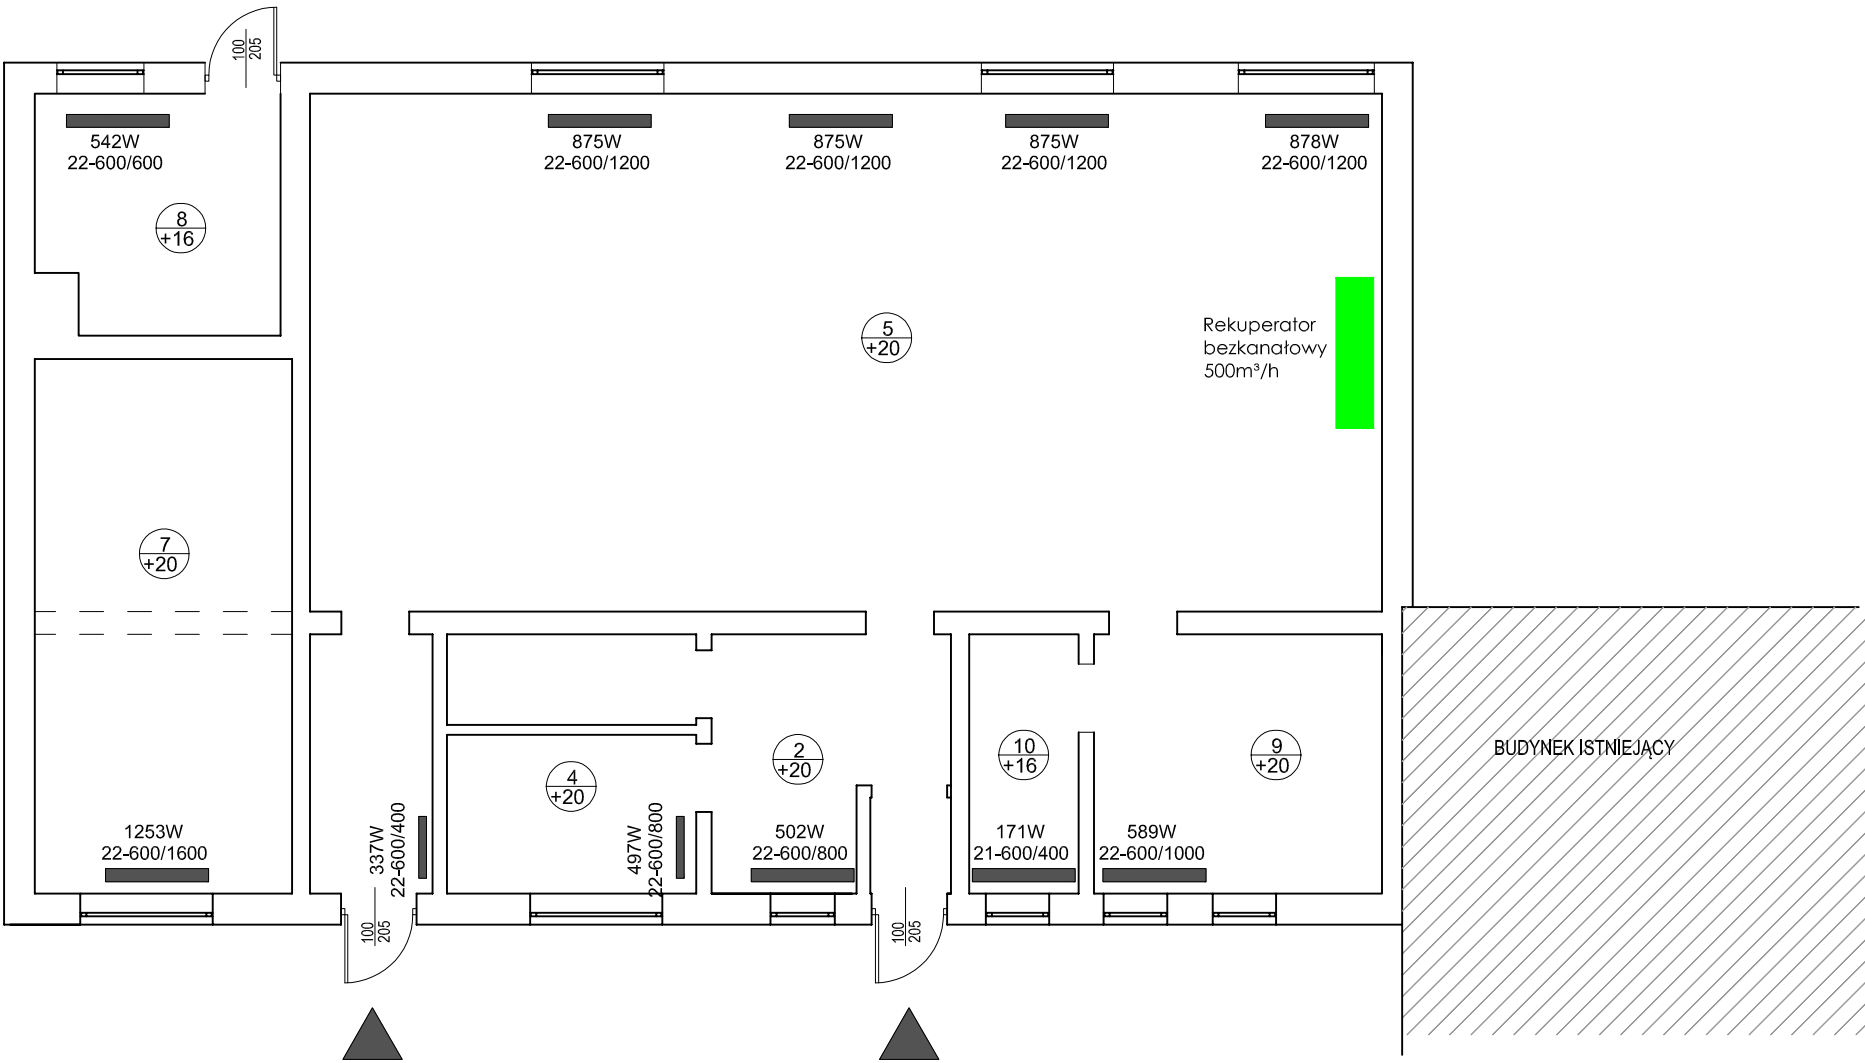 100
205
542W
22-600/600
875W
22-600/1200
875W
22-600/1200
875W
22-600/1200
878W
22-600/1200
8
+16
5
+20
Rekuperator
bezkanałowy
500m³/h
7
+20
2
+20
10
+16
9
+20
4
+20
BUDYNEK ISTNIEJĄCY
1253W
22-600/1600
337W
22-600/400
497W
22-600/800
502W
22-600/800
171W
21-600/400
589W
22-600/1000
100
205
100
205